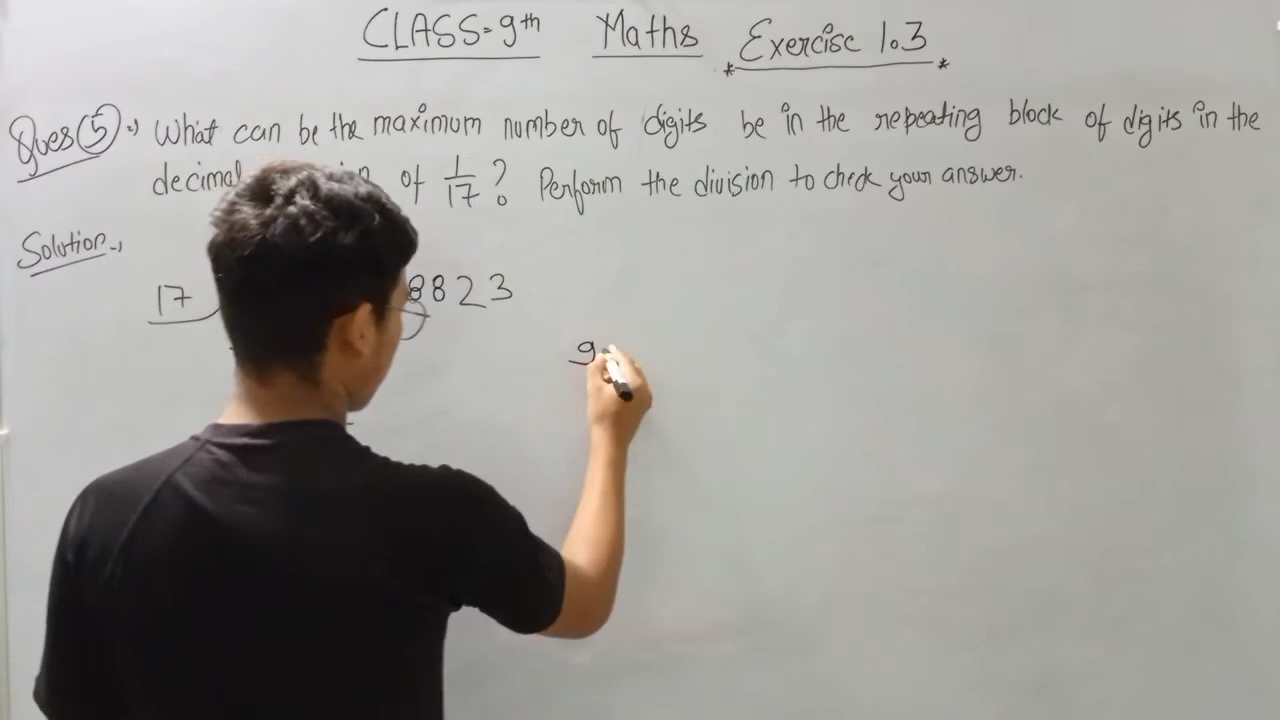 CLASS=9th Maths Exercise 1.3
Ques(5)⇒ What can be the maximum number of digits be in the repeating block of digits in the
decimal of 1/17? Perform the division to check your answer.
Solution-,
17 8823
9